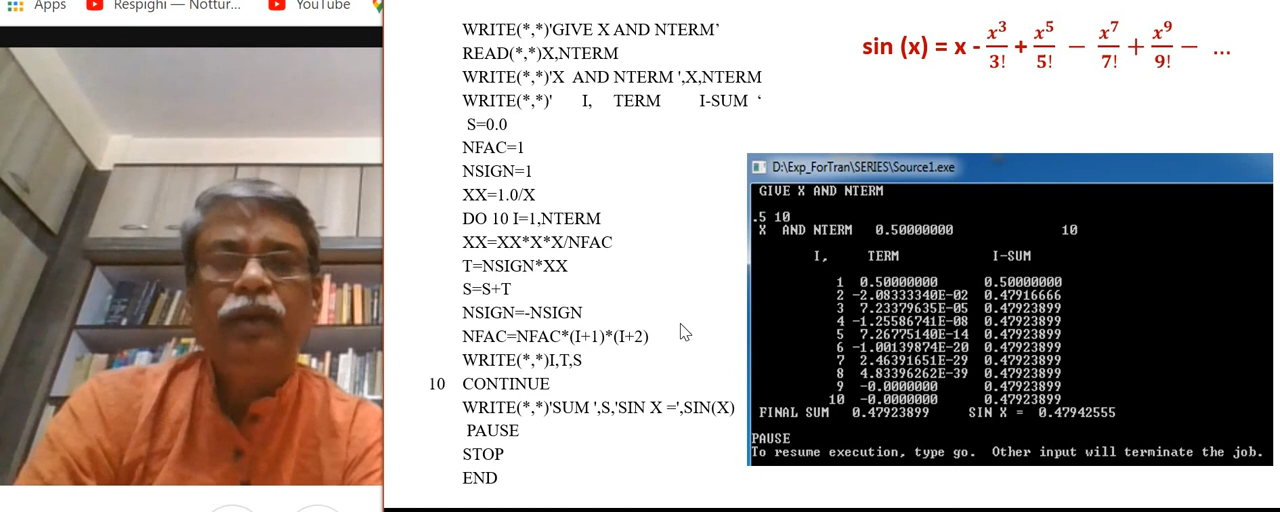 Apps Respighi — Nottur... YouTube
WRITE(*,*)'GIVE X AND NTERM’
READ(*,*)X,NTERM
WRITE(*,*)'X AND NTERM ',X,NTERM
WRITE(*,*)' I, TERM I-SUM ‘
S=0.0
NFAC=1
NSIGN=1
XX=1.0/X
DO 10 I=1,NTERM
XX=XX*X*X/NFAC
T=NSIGN*XX
S=S+T
NSIGN=-NSIGN
NFAC=NFAC*(I+1)*(I+2)
WRITE(*,*)I,T,S
10 CONTINUE
WRITE(*,*)'SUM ',S,'SIN X =',SIN(X)
PAUSE
STOP
END
sin (x) = x - x³/3! + x⁵/5! − x⁷/7! + x⁹/9! − ...
D:\Exp_ForTran\SERIES\Source1.exe
GIVE X AND NTERM
.5 10
X AND NTERM 0.50000000 10
I, TERM I-SUM
1 0.50000000 0.50000000
2 -2.08333340E-02 0.47916666
3 7.23379635E-05 0.47923899
4 -1.25586741E-08 0.47923899
5 7.26775140E-14 0.47923899
6 -1.00139874E-20 0.47923899
7 2.46391651E-29 0.47923899
8 4.83396262E-39 0.47923899
9 -0.0000000 0.47923899
10 -0.0000000 0.47923899
FINAL SUM 0.47923899 SIN X = 0.47942555
PAUSE
To resume execution, type go. Other input will terminate the job.